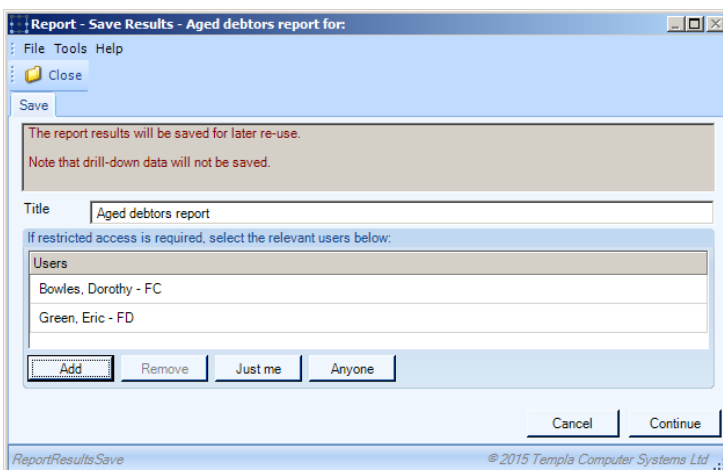 Report - Save Results - Aged debtors report for:
File Tools Help
Close
Save
The report results will be saved for later re-use.
Note that drill-down data will not be saved.
Title Aged debtors report
If restricted access is required, select the relevant users below:
Users
Bowles, Dorothy - FC
Green, Eric - FD
Add Remove Just me Anyone
Cancel Continue
ReportResultsSave © 2015 Templa Computer Systems Ltd